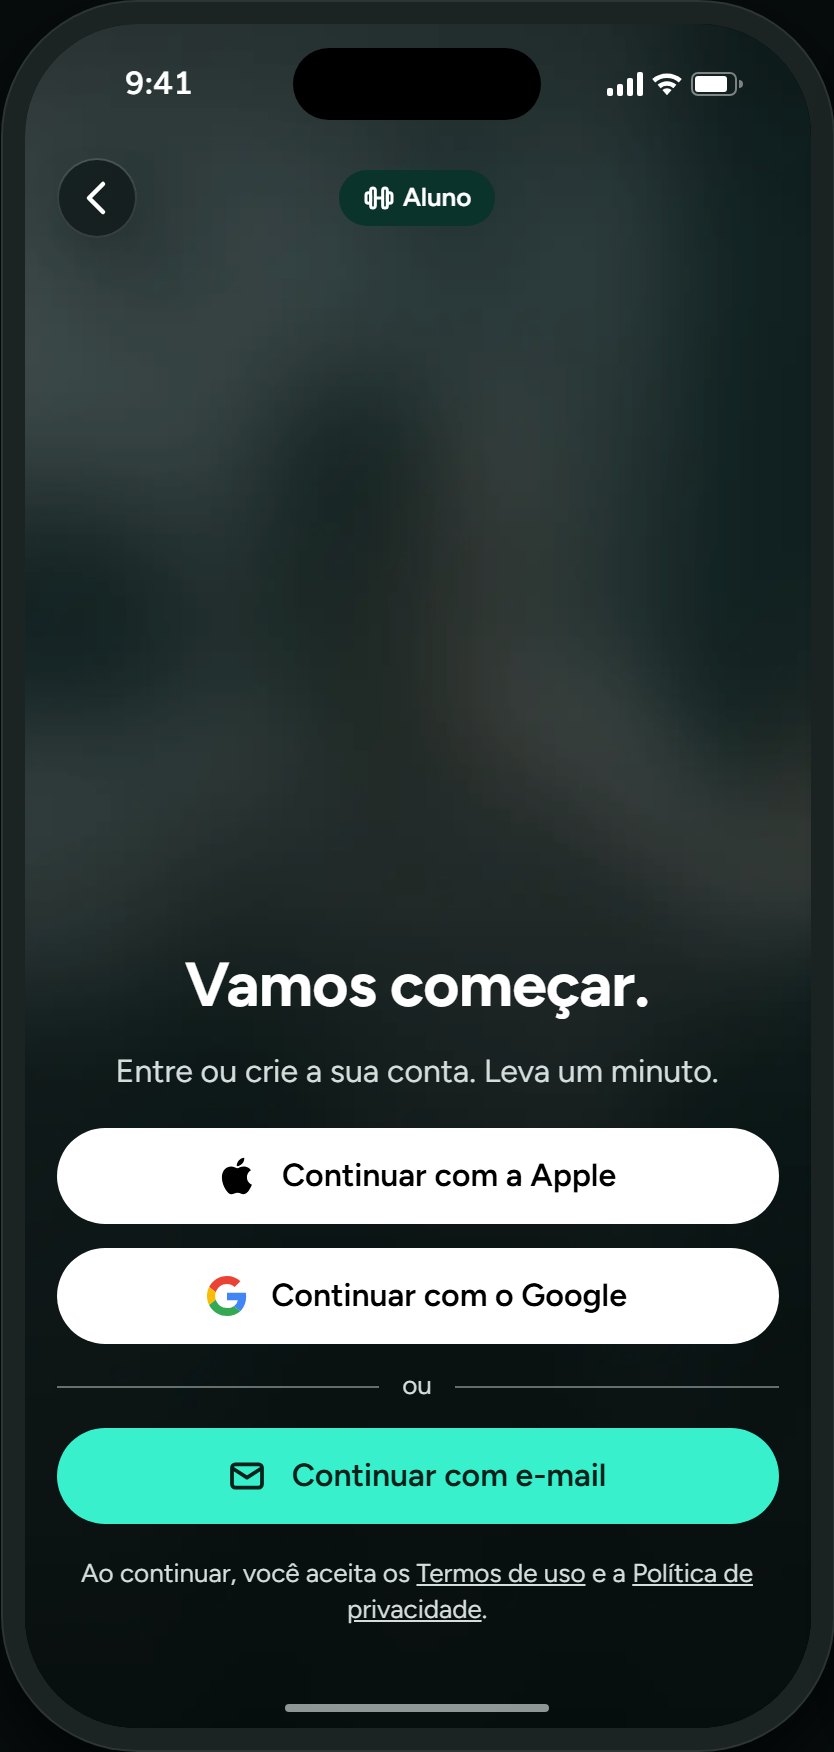 9:41
Aluno
Vamos começar.
Entre ou crie a sua conta. Leva um minuto.
Continuar com a Apple
Continuar com o Google
ou
Continuar com e-mail
Ao continuar, você aceita os Termos de uso e a Política de
privacidade.